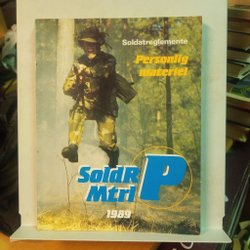 Soldatreglemente
Personlig
materiel
SoldR
Mtrl P
1989